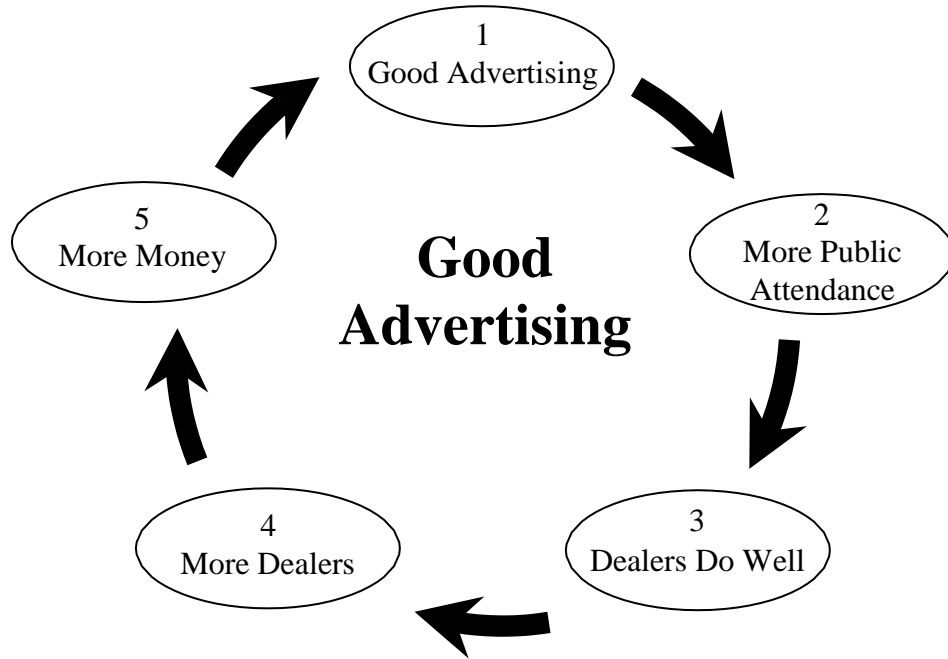 1
Good Advertising
2
More Public
Attendance
3
Dealers Do Well
4
More Dealers
5
More Money
Good
Advertising